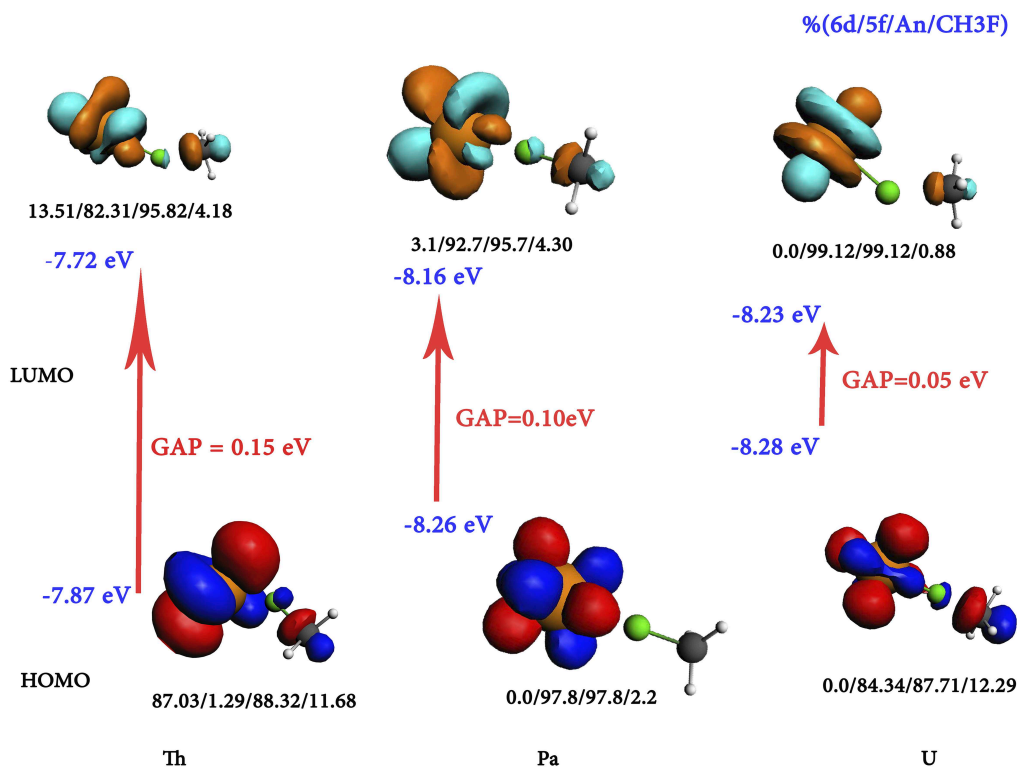 %(6d/5f/An/CH3F)
13.51/82.31/95.82/4.18
3.1/92.7/95.7/4.30
0.0/99.12/99.12/0.88
-7.72 eV
-8.16 eV
-8.23 eV
LUMO
GAP = 0.15 eV
GAP=0.10eV
GAP=0.05 eV
-8.28 eV
-8.26 eV
-7.87 eV
HOMO
87.03/1.29/88.32/11.68
0.0/97.8/97.8/2.2
0.0/84.34/87.71/12.29
Th
Pa
U